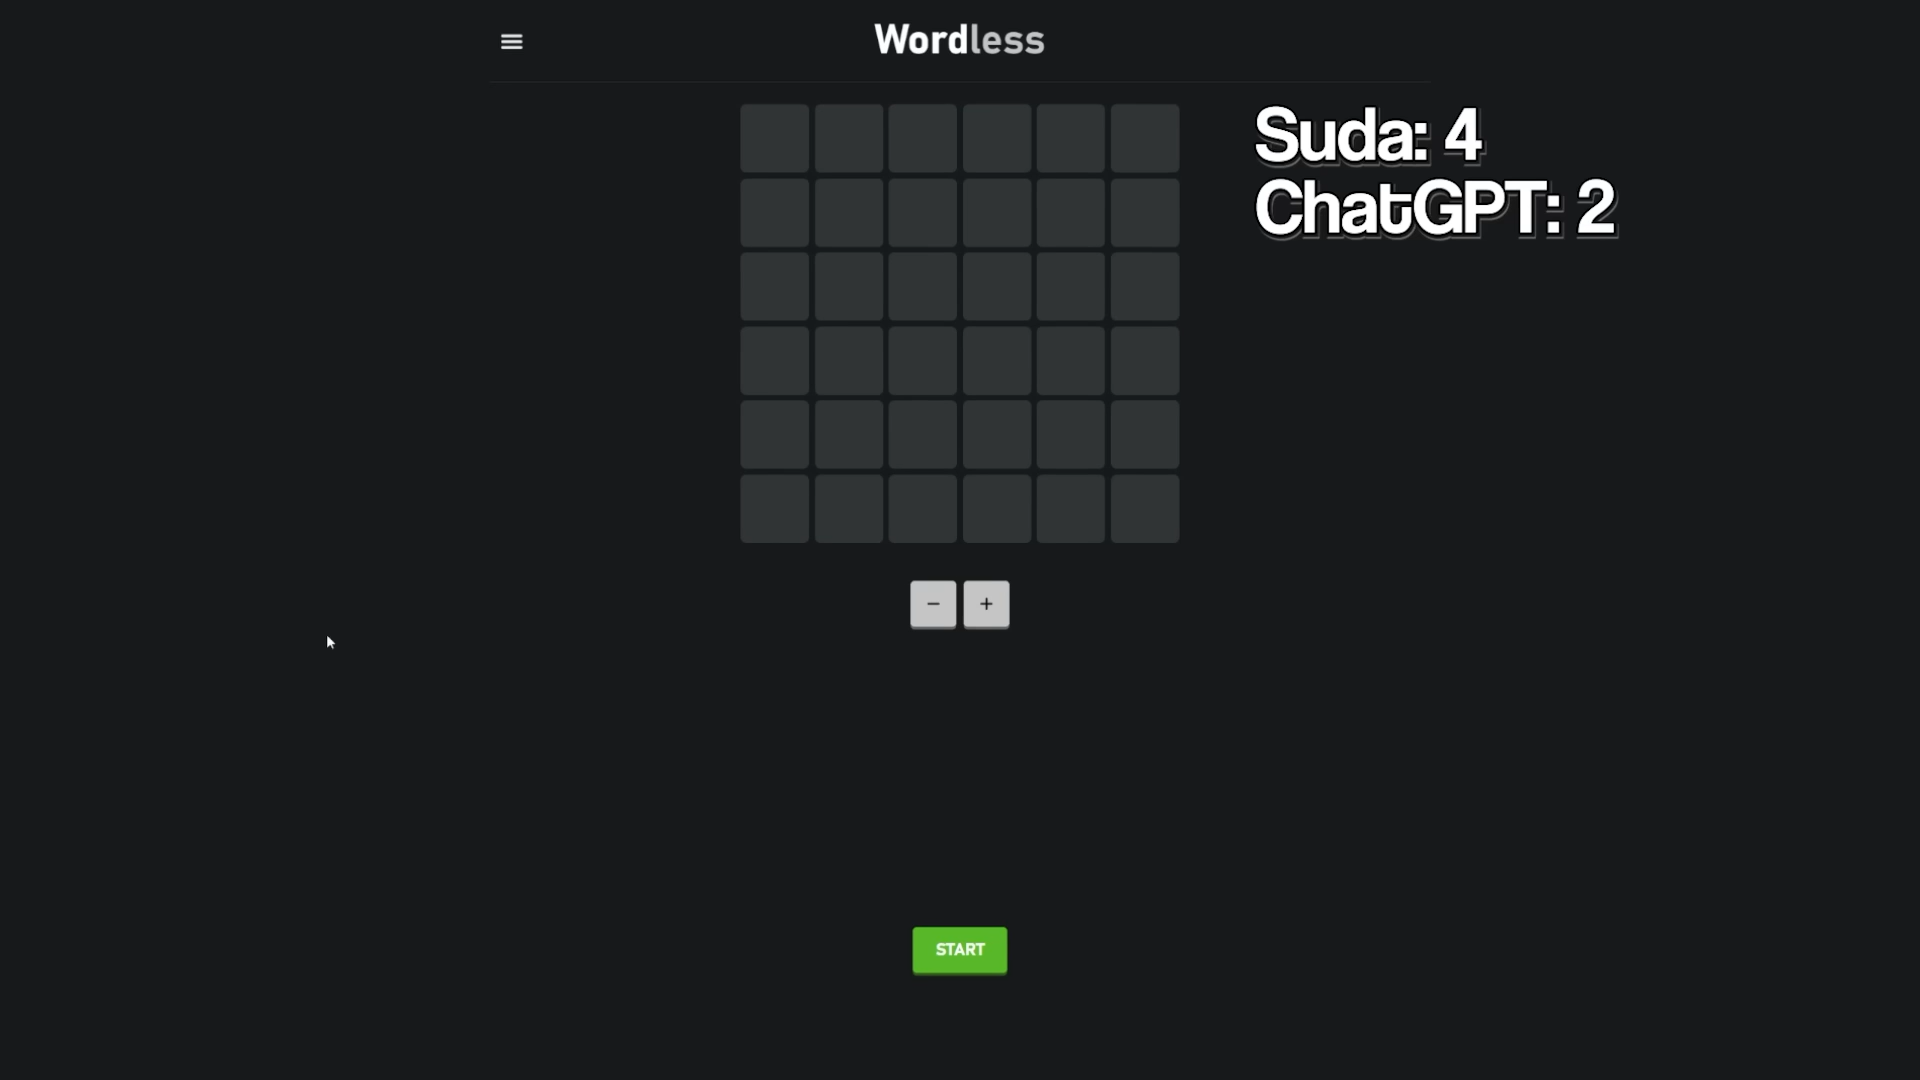 Wordless
Suda: 4
ChatGPT: 2
− +
START